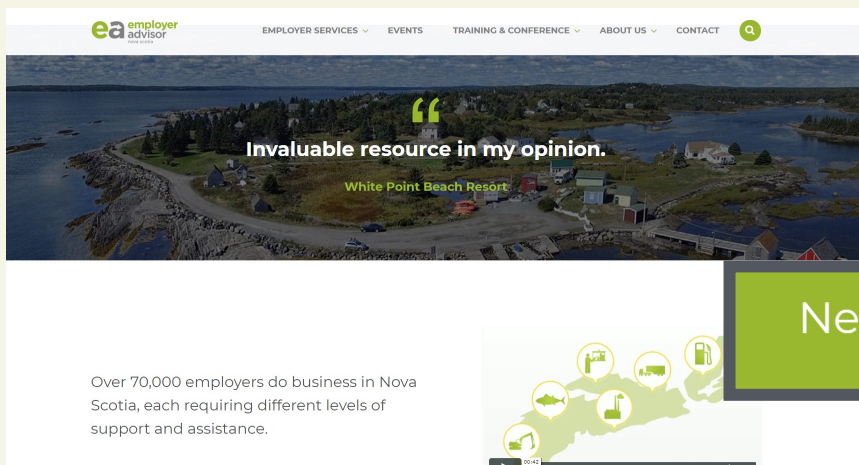 ea employer
advisor
nova scotia
EMPLOYER SERVICES
EVENTS
TRAINING & CONFERENCE
ABOUT US
CONTACT
“
Invaluable resource in my opinion.
White Point Beach Resort
Ne
Over 70,000 employers do business in Nova
Scotia, each requiring different levels of
support and assistance.
00:42